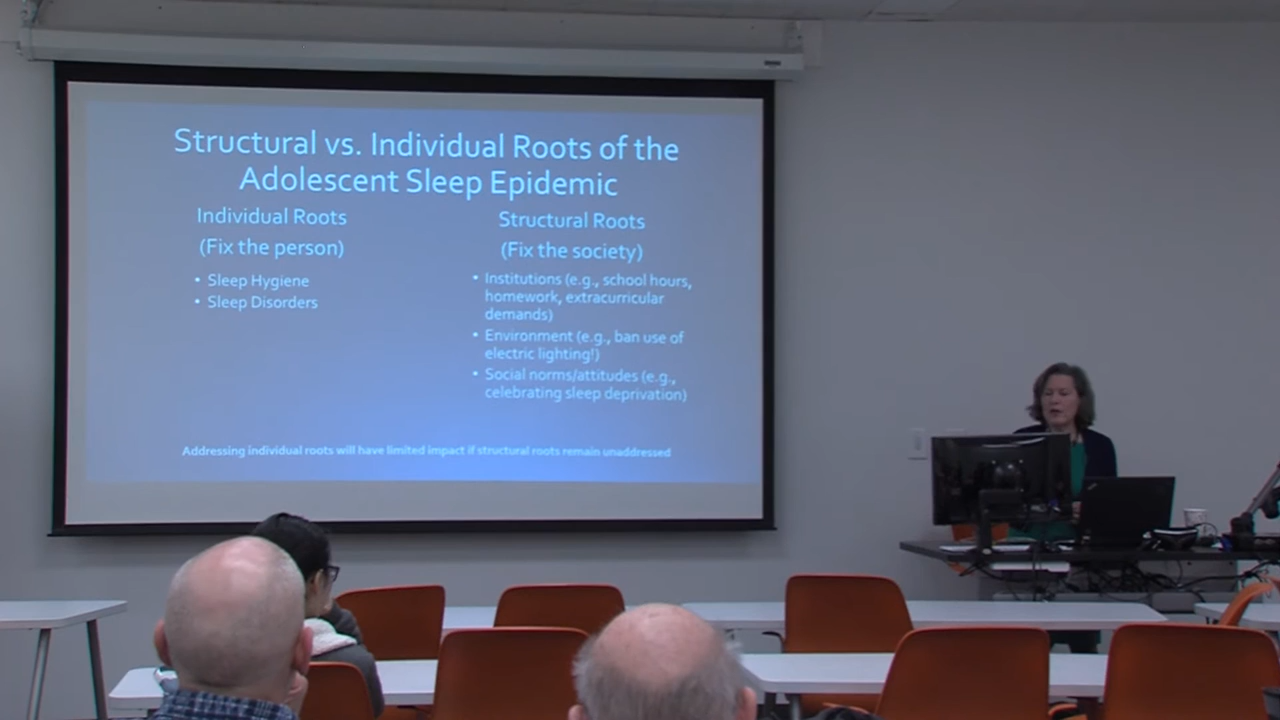 Structural vs. Individual Roots of the
Adolescent Sleep Epidemic
Individual Roots
(Fix the person)
• Sleep Hygiene
• Sleep Disorders
Structural Roots
(Fix the society)
• Institutions (e.g., school hours,
homework, extracurricular
demands)
• Environment (e.g., ban use of
electric lighting!)
• Social norms/attitudes (e.g.,
celebrating sleep deprivation)
Addressing individual roots will have limited impact if structural roots remain unaddressed